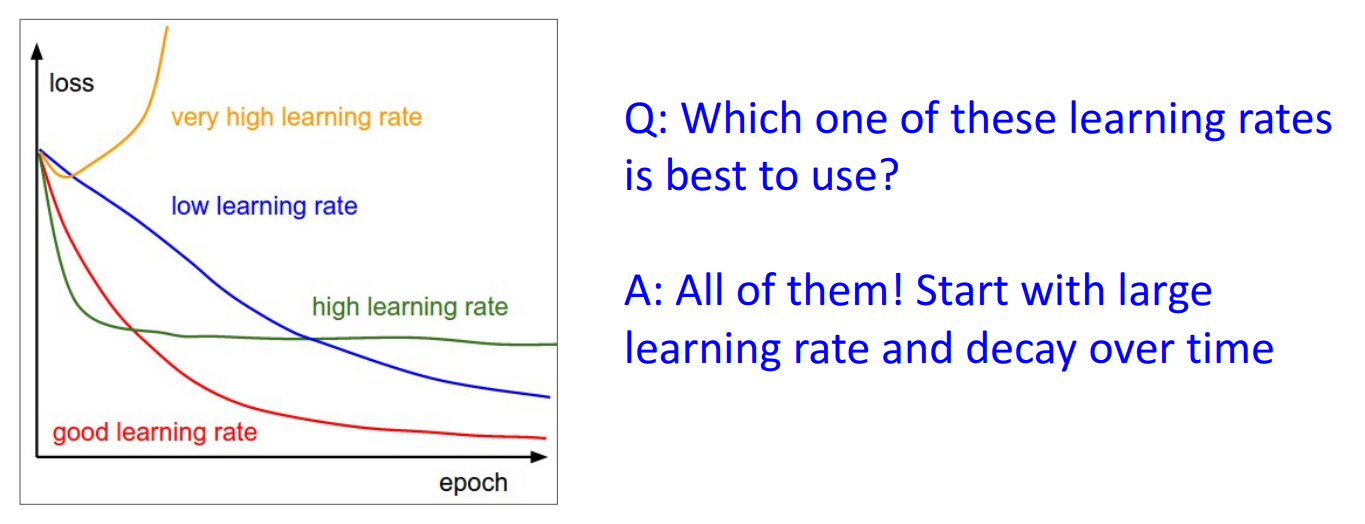 loss
very high learning rate
low learning rate
high learning rate
good learning rate
epoch
Q: Which one of these learning rates
is best to use?
A: All of them! Start with large
learning rate and decay over time